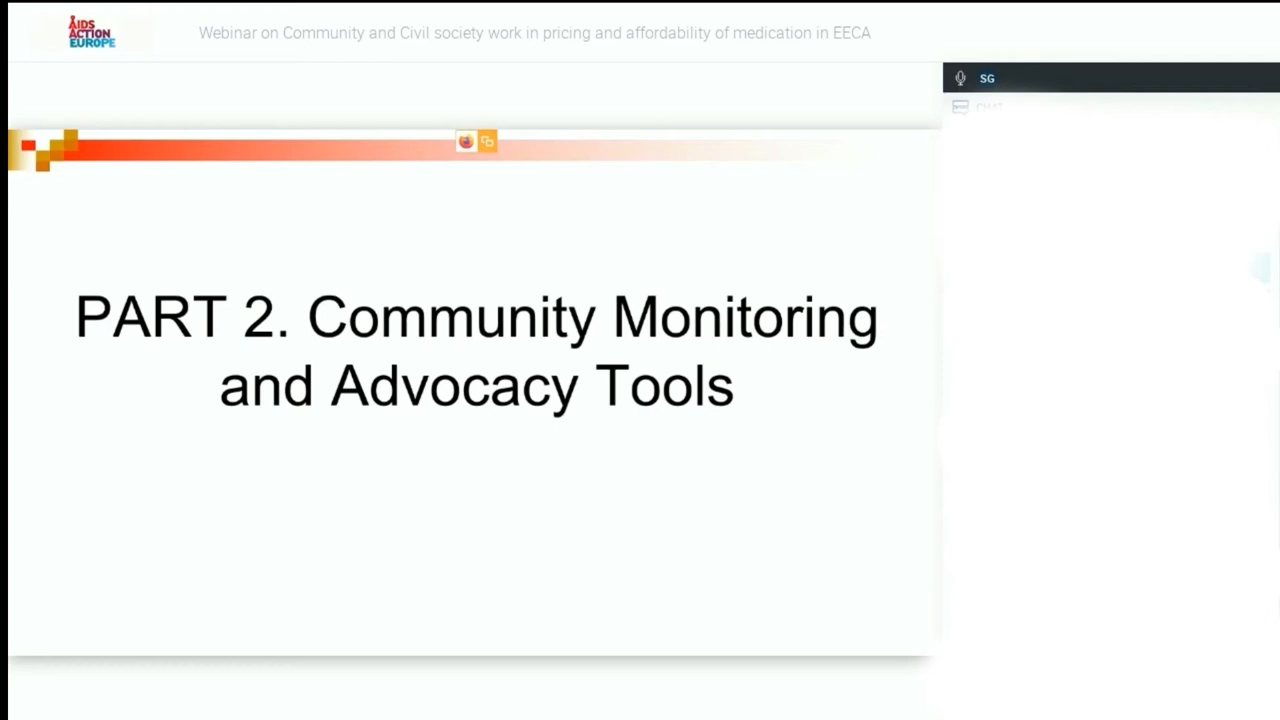 AIDS
ACTION
EUROPE
Webinar on Community and Civil society work in pricing and affordability of medication in EECA
SG
CHAT
PART 2. Community Monitoring
and Advocacy Tools